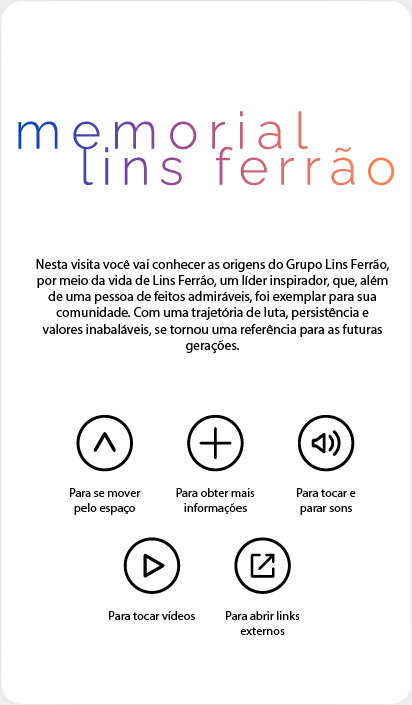 memorial
lins ferrão
Nesta visita você vai conhecer as origens do Grupo Lins Ferrão,
por meio da vida de Lins Ferrão, um líder inspirador, que, além
de uma pessoa de feitos admiráveis, foi exemplar para sua
comunidade. Com uma trajetória de luta, persistência e
valores inabaláveis, se tornou uma referência para as futuras
gerações.
Para se mover
pelo espaço
Para obter mais
informações
Para tocar e
parar sons
Para tocar vídeos
Para abrir links
externos